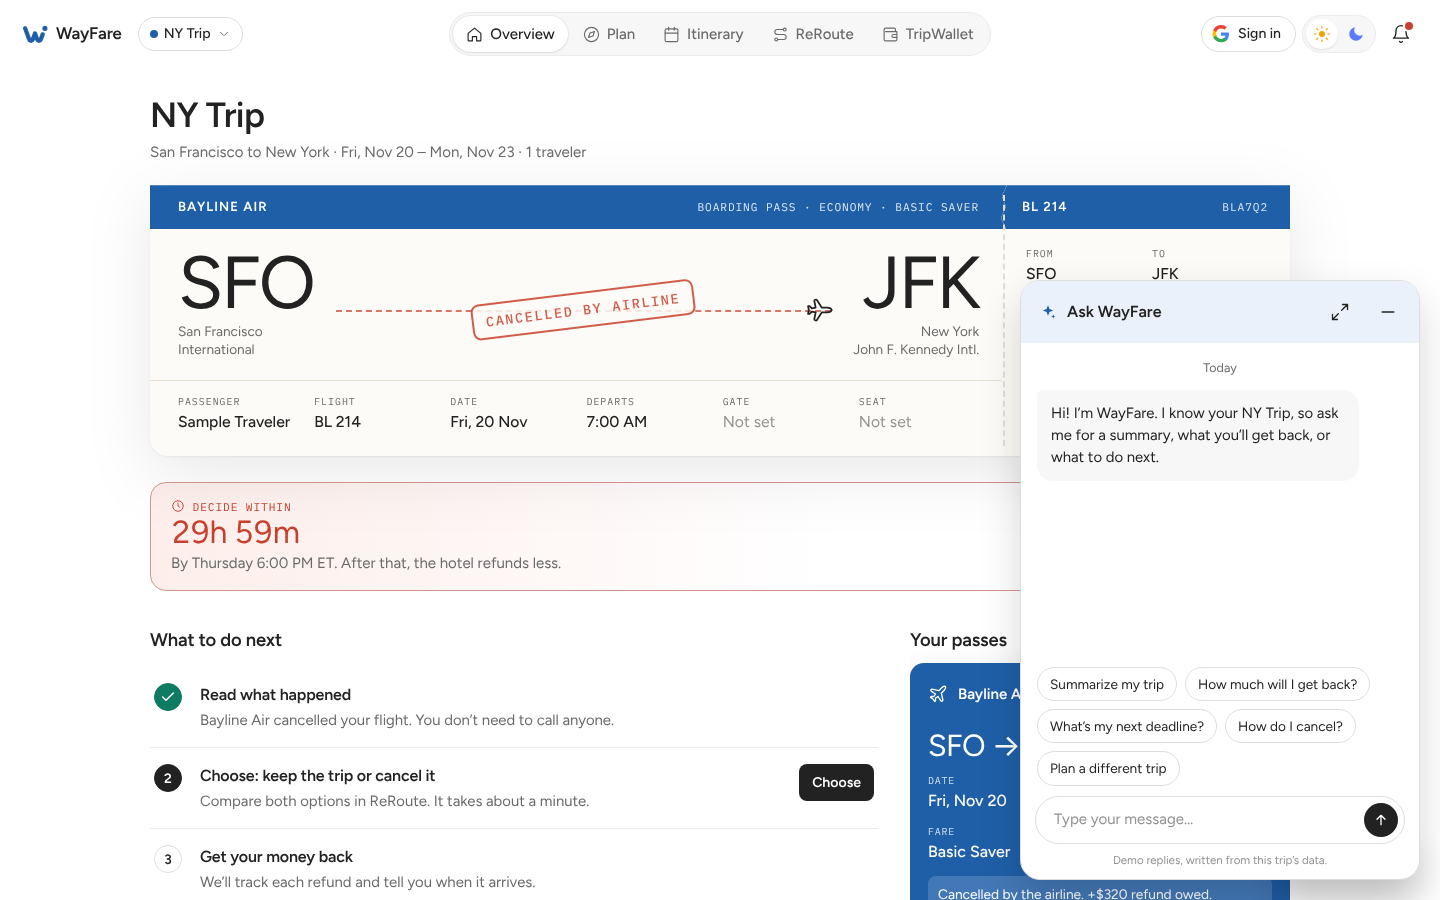 WayFare
NY Trip
Overview
Plan
Itinerary
ReRoute
TripWallet
Sign in
NY Trip
San Francisco to New York · Fri, Nov 20 – Mon, Nov 23 · 1 traveler
BAYLINE AIR
BOARDING PASS · ECONOMY · BASIC SAVER
BL 214
BLA7Q2
SFO
San Francisco
International
CANCELLED BY AIRLINE
JFK
New York
John F. Kennedy Intl.
FROM
SFO
TO
JFK
PASSENGER
Sample Traveler
FLIGHT
BL 214
DATE
Fri, 20 Nov
DEPARTS
7:00 AM
GATE
Not set
SEAT
Not set
DECIDE WITHIN
29h 59m
By Thursday 6:00 PM ET. After that, the hotel refunds less.
What to do next
Read what happened
Bayline Air cancelled your flight. You don’t need to call anyone.
2
Choose: keep the trip or cancel it
Compare both options in ReRoute. It takes about a minute.
Choose
3
Get your money back
We’ll track each refund and tell you when it arrives.
Your passes
Bayline A
SFO →
DATE
Fri, Nov 20
FARE
Basic Saver
Cancelled by the airline. +$320 refund owed.
Ask WayFare
Today
Hi! I’m WayFare. I know your NY Trip, so ask
me for a summary, what you’ll get back, or
what to do next.
Summarize my trip
How much will I get back?
What’s my next deadline?
How do I cancel?
Plan a different trip
Type your message...
Demo replies, written from this trip’s data.